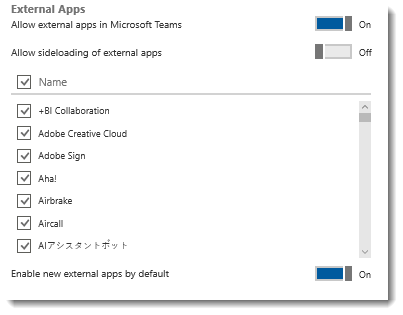 External Apps
Allow external apps in Microsoft Teams On
Allow sideloading of external apps Off
Name
+BI Collaboration
Adobe Creative Cloud
Adobe Sign
Aha!
Airbrake
Aircall
AIアシスタントボット
Enable new external apps by default On